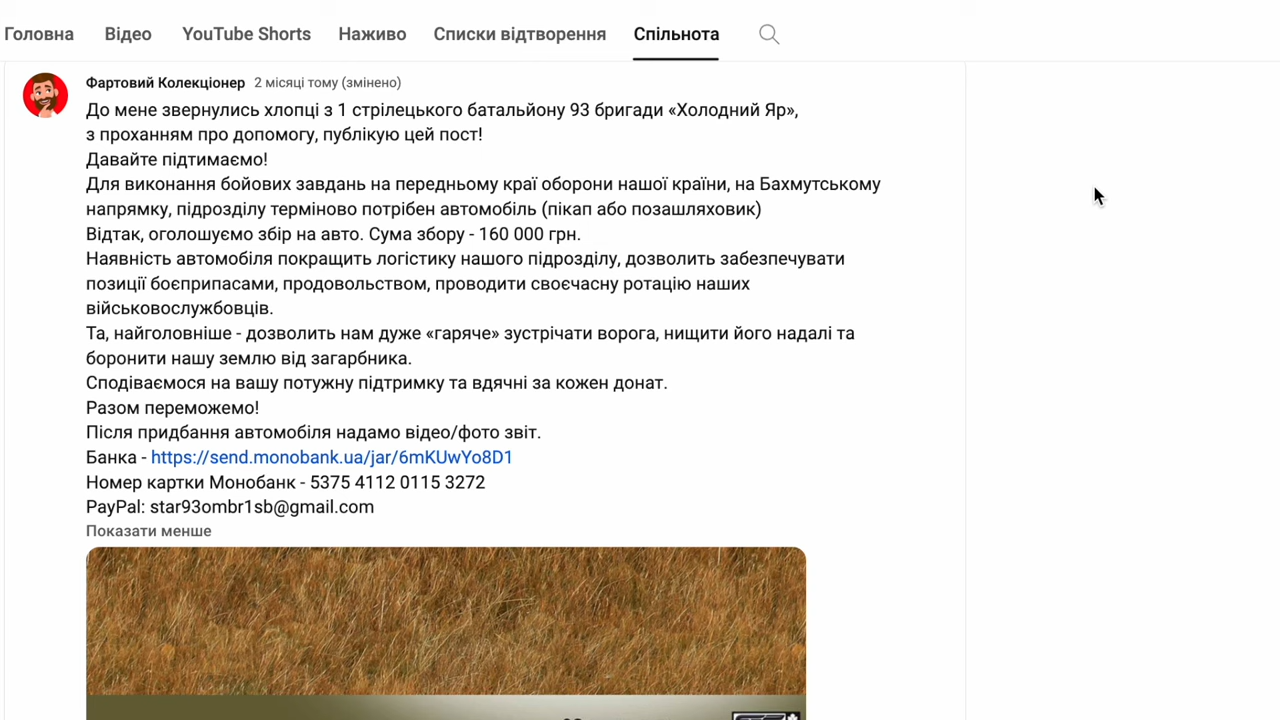 Головна Відео YouTube Shorts Наживо Списки відтворення Спільнота
Фартовий Колекціонер 2 місяці тому (змінено)
До мене звернулись хлопці з 1 стрілецького батальйону 93 бригади «Холодний Яр»,
з проханням про допомогу, публікую цей пост!
Давайте підтимаємо!
Для виконання бойових завдань на передньому краї оборони нашої країни, на Бахмутському
напрямку, підрозділу терміново потрібен автомобіль (пікап або позашляховик)
Відтак, оголошуємо збір на авто. Сума збору - 160 000 грн.
Наявність автомобіля покращить логістику нашого підрозділу, дозволить забезпечувати
позиції боєприпасами, продовольством, проводити своєчасну ротацію наших
військовослужбовців.
Та, найголовніше - дозволить нам дуже «гаряче» зустрічати ворога, нищити його надалі та
боронити нашу землю від загарбника.
Сподіваємося на вашу потужну підтримку та вдячні за кожен донат.
Разом переможемо!
Після придбання автомобіля надамо відео/фото звіт.
Банка - https://send.monobank.ua/jar/6mKUwYo8D1
Номер картки Монобанк - 5375 4112 0115 3272
PayPal: star93ombr1sb@gmail.com
Показати менше